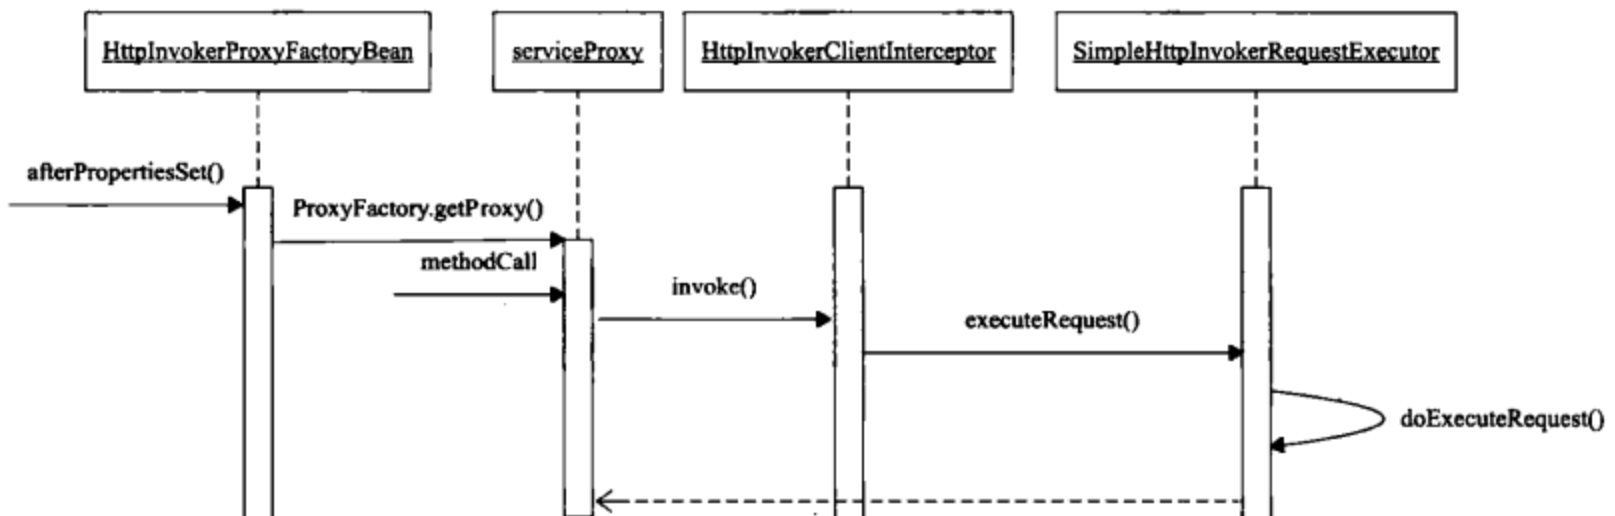 HttpInvokerProxyFactoryBean
serviceProxy
HttpInvokerClientInterceptor
SimpleHttpInvokerRequestExecutor
afterPropertiesSet()
ProxyFactory.getProxy()
methodCall
invoke()
executeRequest()
doExecuteRequest()